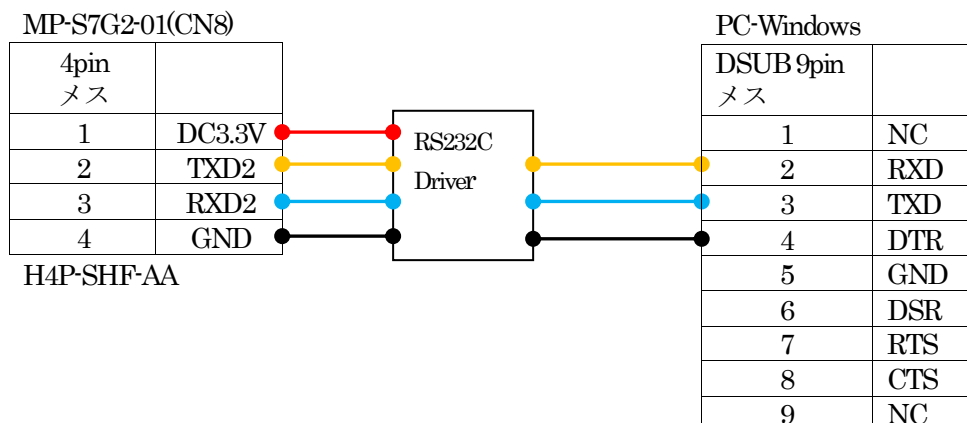 MP-S7G2-01(CN8)
4pin
メス
1 DC3.3V
2 TXD2
3 RXD2
4 GND
H4P-SHF-AA
RS232C
Driver
PC-Windows
DSUB 9pin
メス
1 NC
2 RXD
3 TXD
4 DTR
5 GND
6 DSR
7 RTS
8 CTS
9 NC